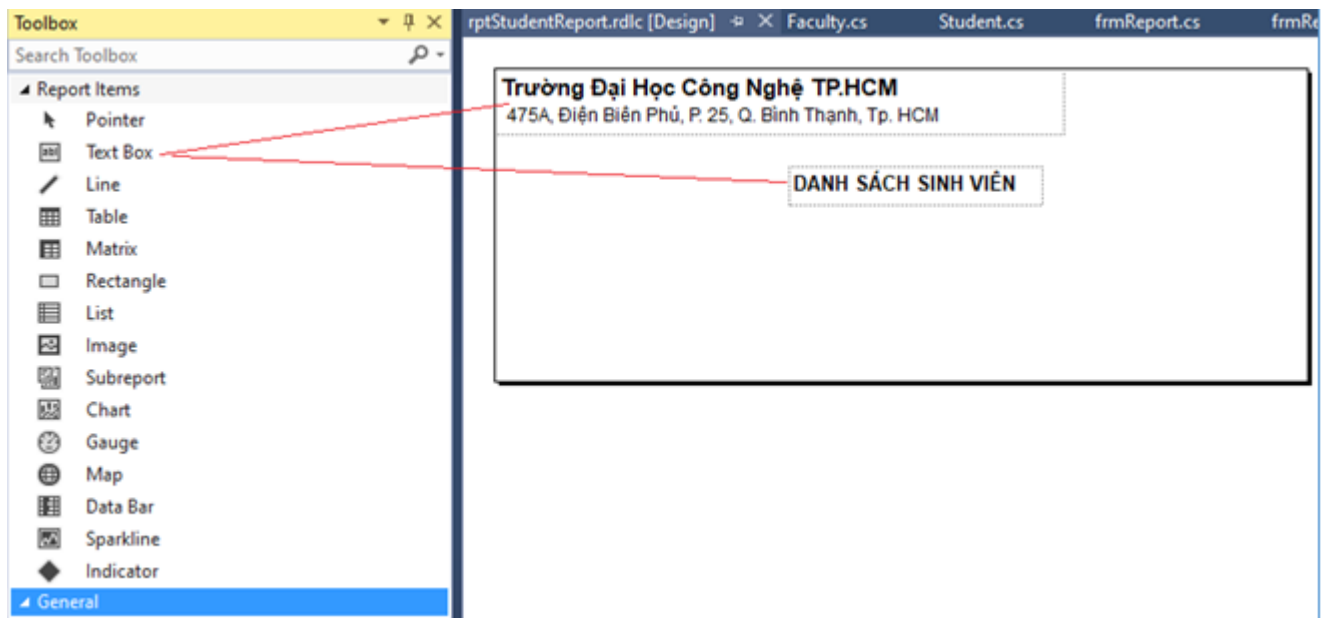 Toolbox
Search Toolbox
Report Items
Pointer
Text Box
Line
Table
Matrix
Rectangle
List
Image
Subreport
Chart
Gauge
Map
Data Bar
Sparkline
Indicator
General
rptStudentReport.rdlc [Design] Faculty.cs Student.cs frmReport.cs frmRe
Trường Đại Học Công Nghệ TP.HCM
475A, Điện Biên Phủ, P. 25, Q. Bình Thạnh, Tp. HCM
DANH SÁCH SINH VIÊN